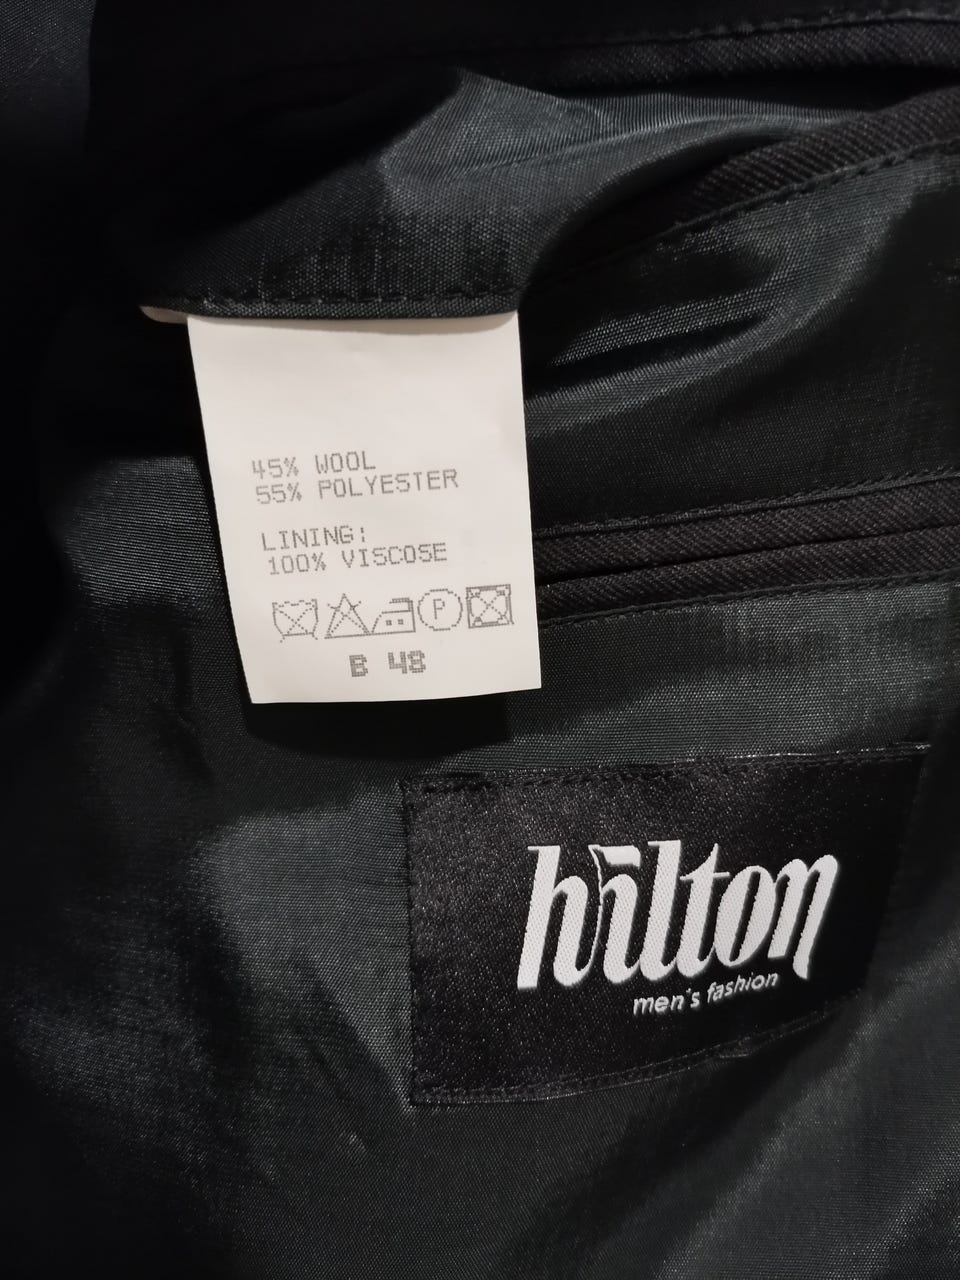 45% WOOL
55% POLYESTER
LINING:
100% VISCOSE
P
B 48
hilton
men's fashion